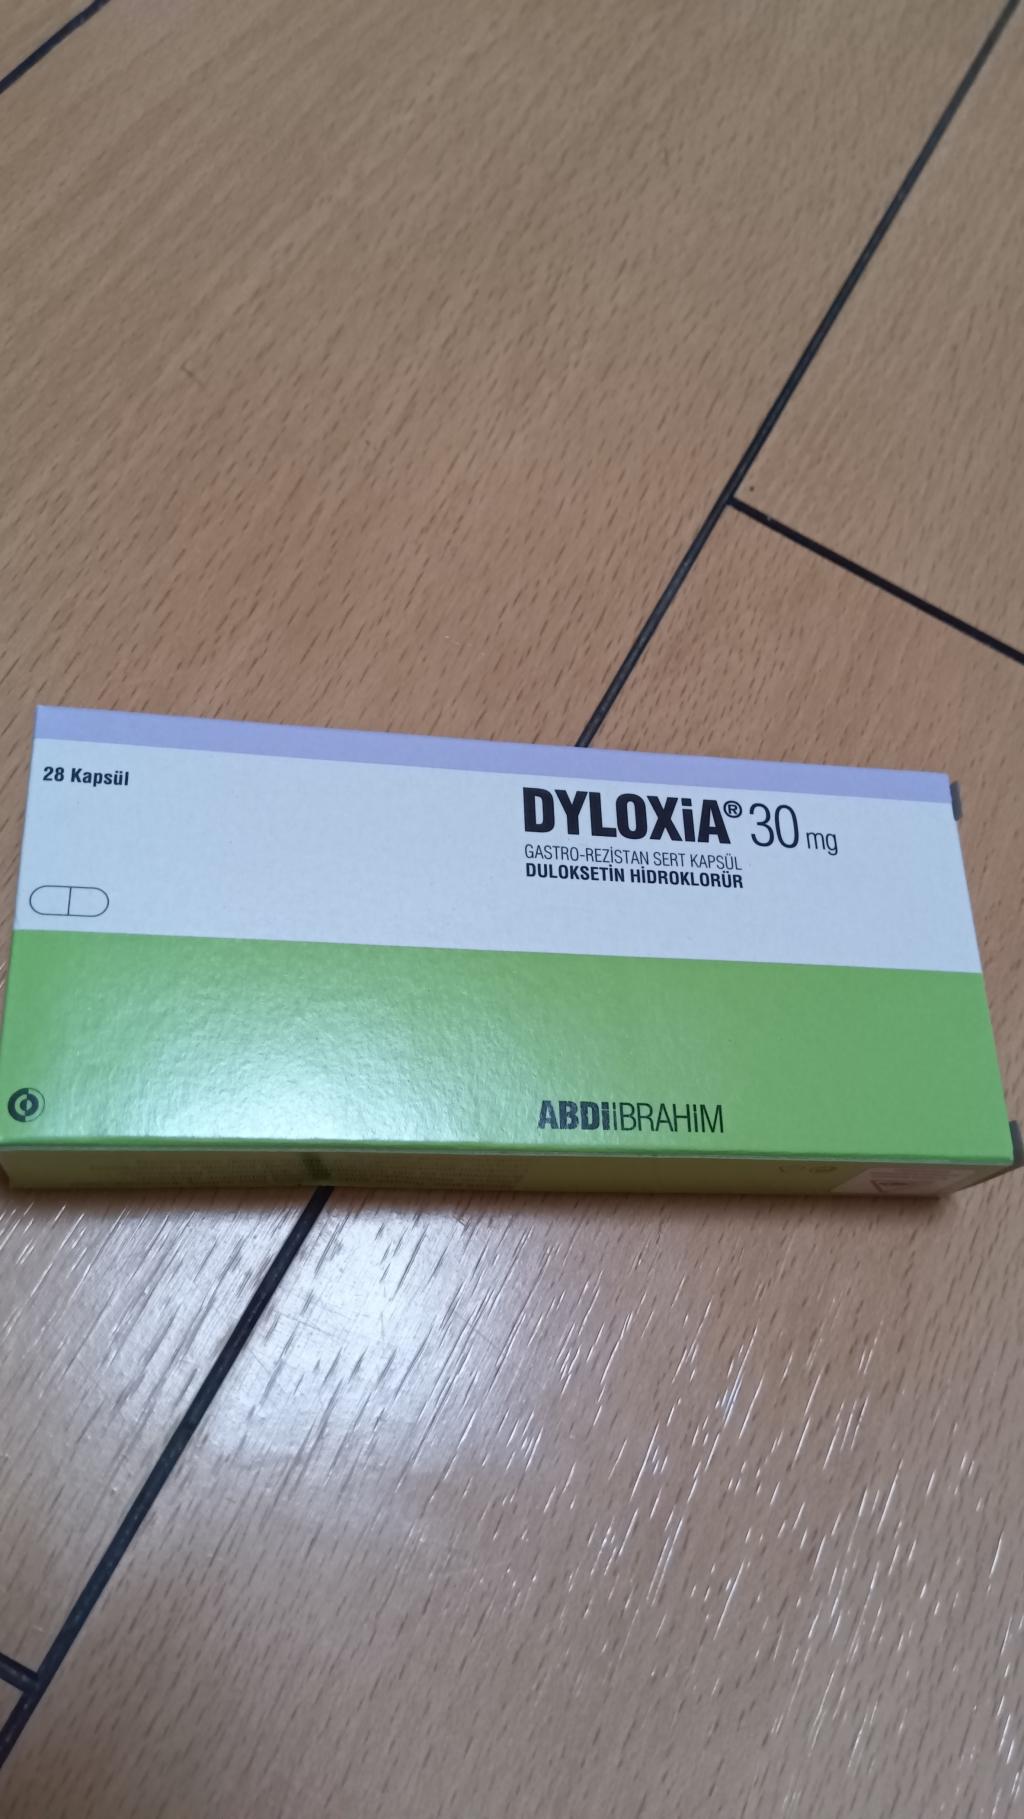 28 Kapsül
DYLOXiA® 30 mg
GASTRO-REZİSTAN SERT KAPSÜL
DULOKSETİN HİDROKLORÜR
ABDİİBRAHİM